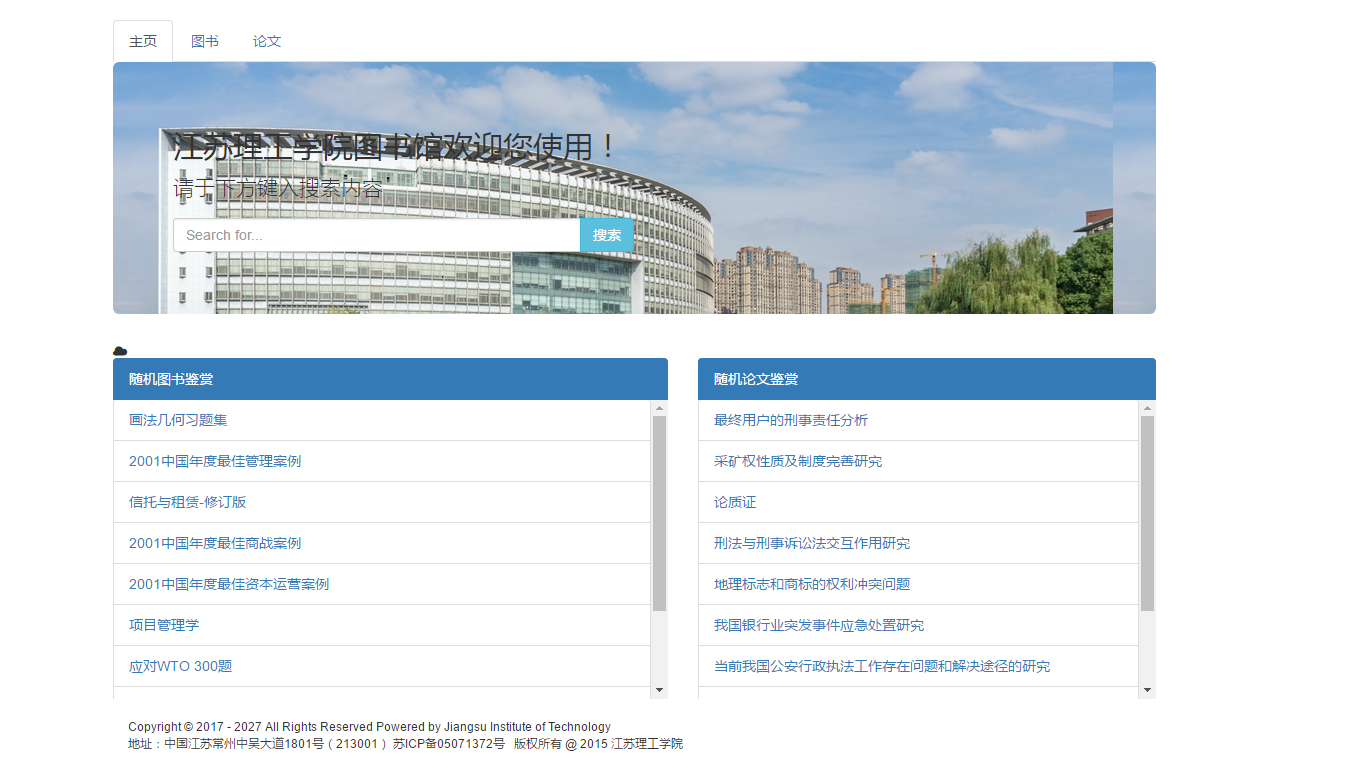 主页 图书 论文
江苏理工学院图书馆欢迎您使用！
请于下方键入搜索内容
Search for... 搜索
随机图书鉴赏
画法几何习题集
2001中国年度最佳管理案例
信托与租赁-修订版
2001中国年度最佳商战案例
2001中国年度最佳资本运营案例
项目管理学
应对WTO 300题
随机论文鉴赏
最终用户的刑事责任分析
采矿权性质及制度完善研究
论质证
刑法与刑事诉讼法交互作用研究
地理标志和商标的权利冲突问题
我国银行业突发事件应急处置研究
当前我国公安行政执法工作存在问题和解决途径的研究
Copyright © 2017 - 2027 All Rights Reserved Powered by Jiangsu Institute of Technology
地址：中国江苏常州中吴大道1801号（213001） 苏ICP备05071372号 版权所有 @ 2015 江苏理工学院